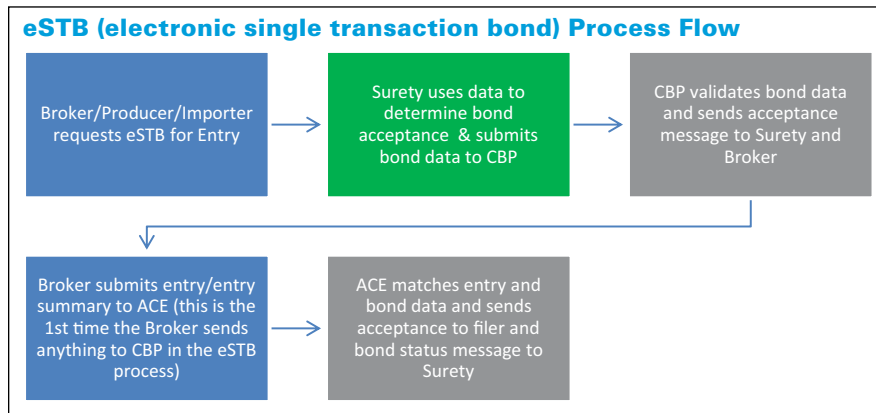 eSTB (electronic single transaction bond) Process Flow
Broker/Producer/Importer
requests eSTB for Entry
Surety uses data to
determine bond
acceptance & submits
bond data to CBP
CBP validates bond data
and sends acceptance
message to Surety and
Broker
Broker submits entry/entry
summary to ACE (this is the
1st time the Broker sends
anything to CBP in the eSTB
process)
ACE matches entry and
bond data and sends
acceptance to filer and
bond status message to
Surety